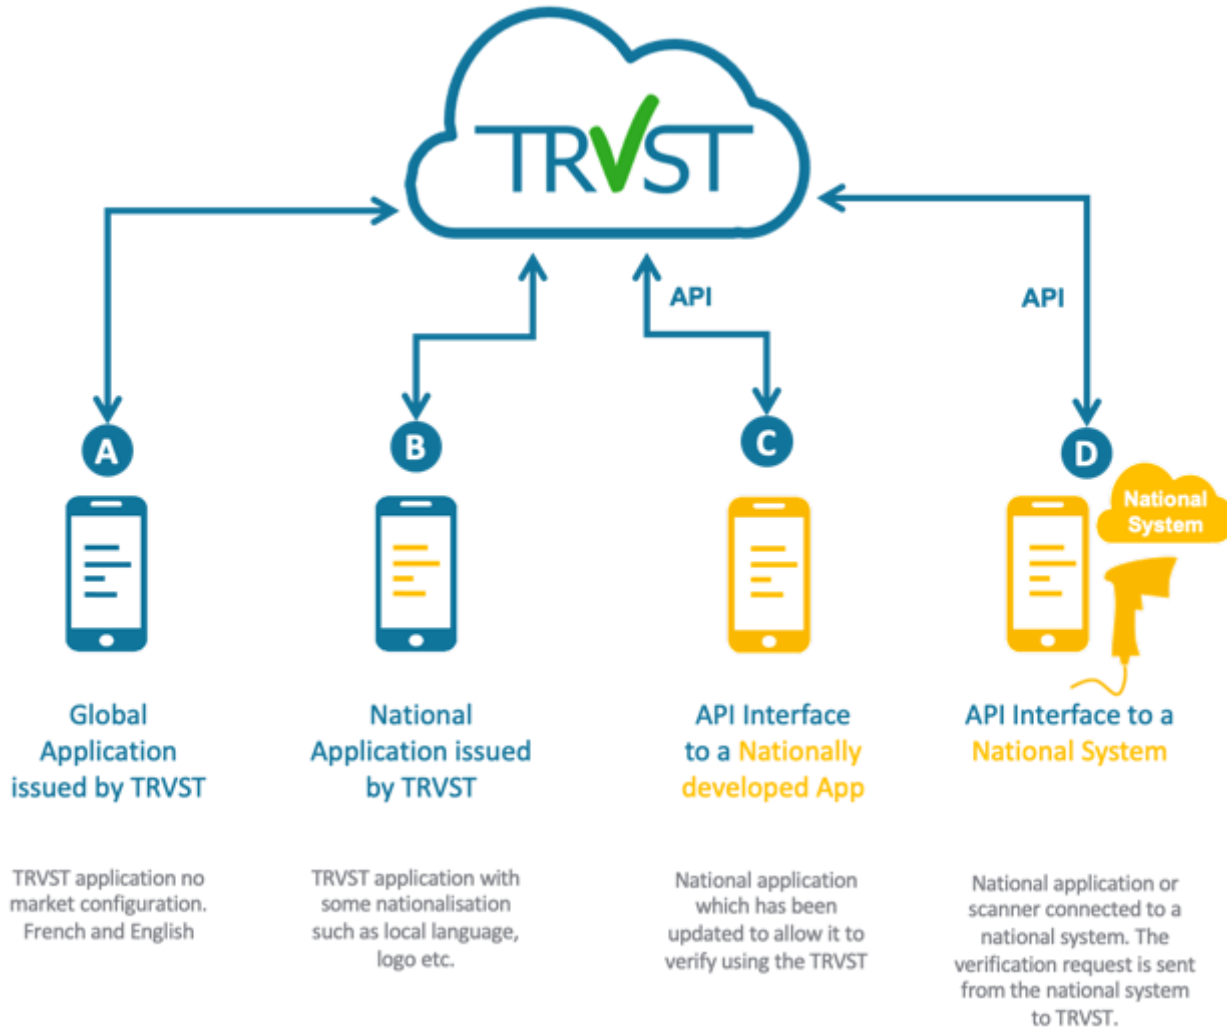 TRVST
API
API
A
B
C
D
National
System
Global
Application
issued by TRVST
National
Application issued
by TRVST
API Interface
to a Nationally
developed App
API Interface to a
National System
TRVST application no
market configuration.
French and English
TRVST application with
some nationalisation
such as local language,
logo etc.
National application
which has been
updated to allow it to
verify using the TRVST
National application or
scanner connected to a
national system. The
verification request is sent
from the national system
to TRVST.